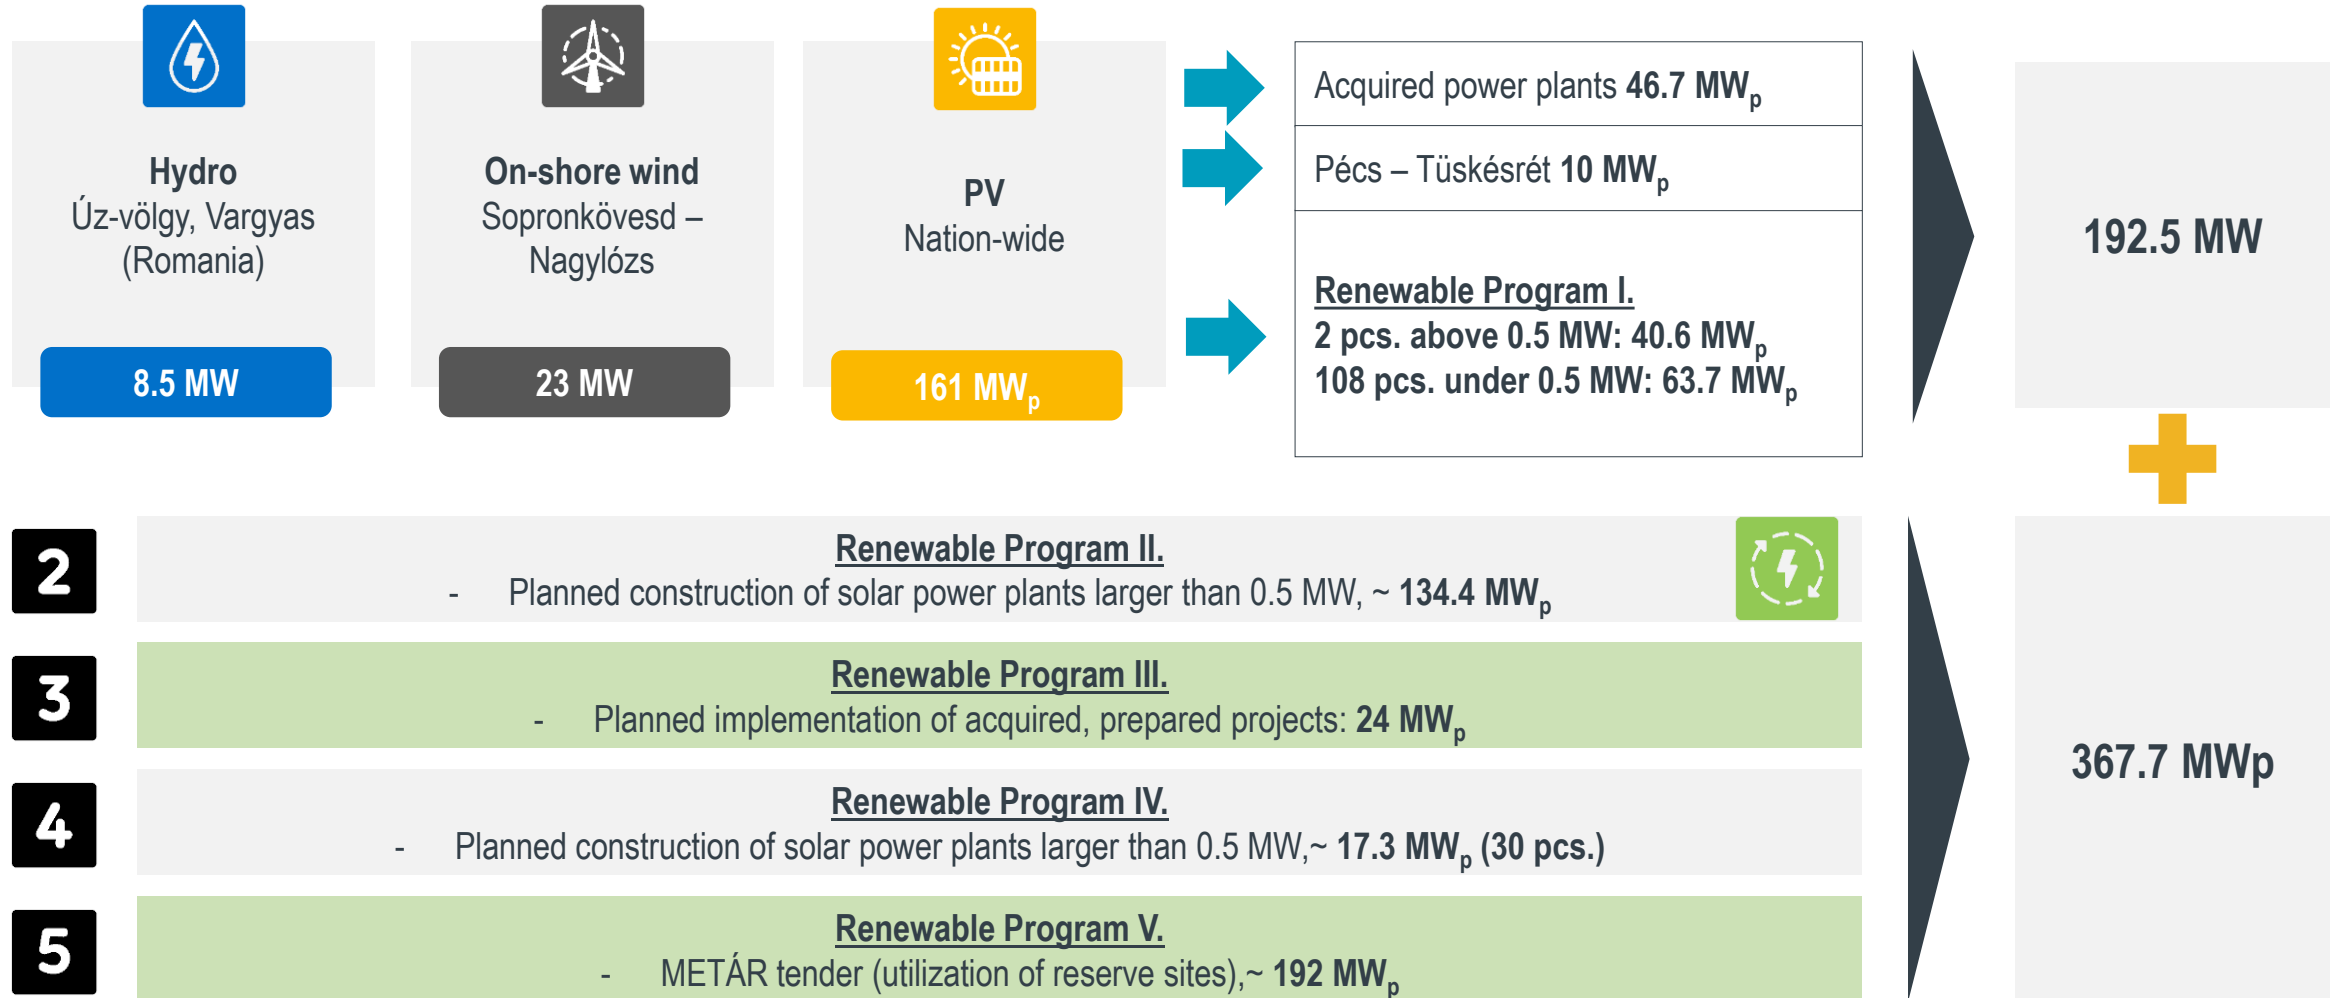 Hydro
Úz-völgy, Vargyas
(Romania)
8.5 MW
On-shore wind
Sopronkövesd –
Nagylózs
23 MW
PV
Nation-wide
161 MWp
Acquired power plants 46.7 MWp
Pécs – Tüskésrét 10 MWp
Renewable Program I.
2 pcs. above 0.5 MW: 40.6 MWp
108 pcs. under 0.5 MW: 63.7 MWp
192.5 MW
2
Renewable Program II.
- Planned construction of solar power plants larger than 0.5 MW, ~ 134.4 MWp
3
Renewable Program III.
- Planned implementation of acquired, prepared projects: 24 MWp
4
Renewable Program IV.
- Planned construction of solar power plants larger than 0.5 MW,~ 17.3 MWp (30 pcs.)
5
Renewable Program V.
- METÁR tender (utilization of reserve sites),~ 192 MWp
367.7 MWp